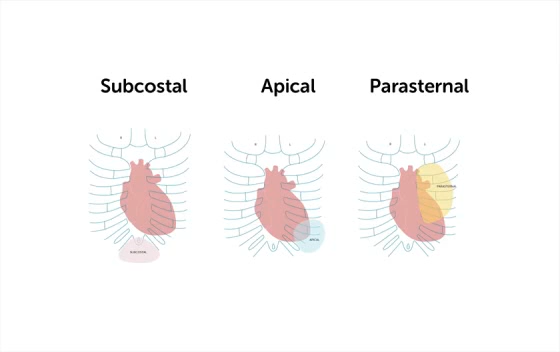 Subcostal
Apical
Parasternal
R L
R L
R L
SUBCOSTAL
APICAL
PARASTERNAL